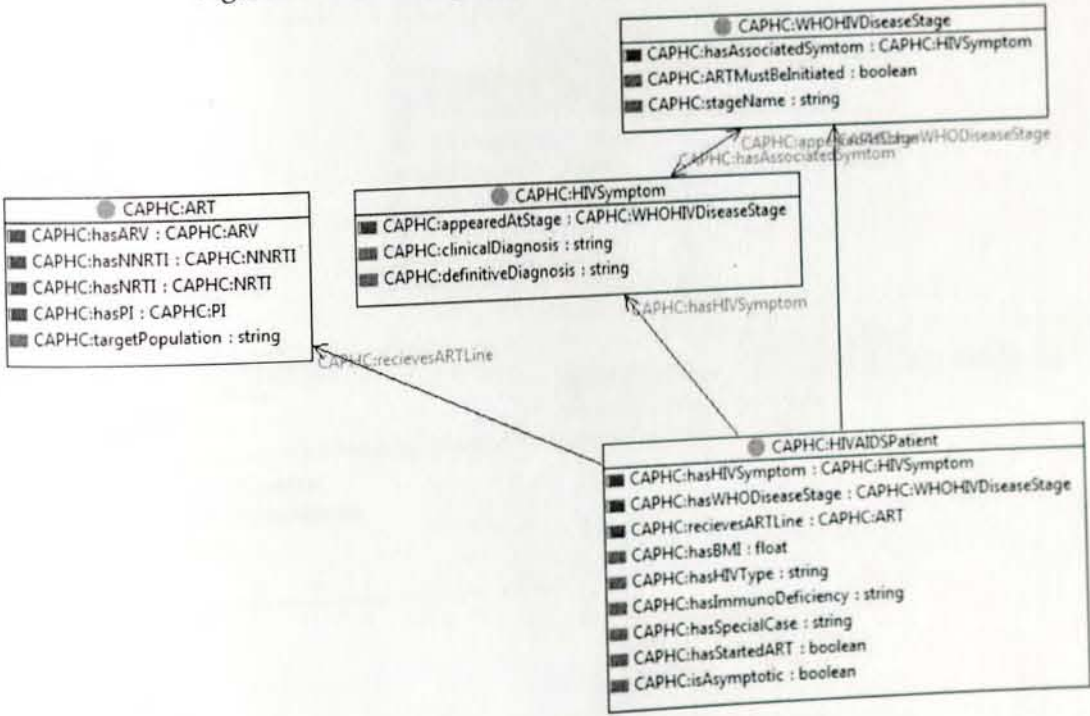 CAPHC:WHOHIVDiseaseStage
CAPHC:hasAssociatedSymtom : CAPHC:HIVSymptom
CAPHC:ARTMustBeInitiated : boolean
CAPHC:stageName : string
CAPHC:hasAssociatedSymtom
CAPHC:HIVSymptom
CAPHC:appearedAtStage : CAPHC:WHOHIVDiseaseStage
CAPHC:clinicalDiagnosis : string
CAPHC:definitiveDiagnosis : string
CAPHC:ART
CAPHC:hasARV : CAPHC:ARV
CAPHC:hasNNRTI : CAPHC:NNRTI
CAPHC:hasNRTI : CAPHC:NRTI
CAPHC:hasPI : CAPHC:PI
CAPHC:targetPopulation : string
CAPHC:hasHIVSymptom
CAPHC:recievesARTLine
CAPHC:HIVAIDSPatient
CAPHC:hasHIVSymptom : CAPHC:HIVSymptom
CAPHC:hasWHODiseaseStage : CAPHC:WHOHIVDiseaseStage
CAPHC:recievesARTLine : CAPHC:ART
CAPHC:hasBMI : float
CAPHC:hasHIVType : string
CAPHC:hasImmunoDeficiency : string
CAPHC:hasSpecialCase : string
CAPHC:hasStartedART : boolean
CAPHC:isAsymptotic : boolean